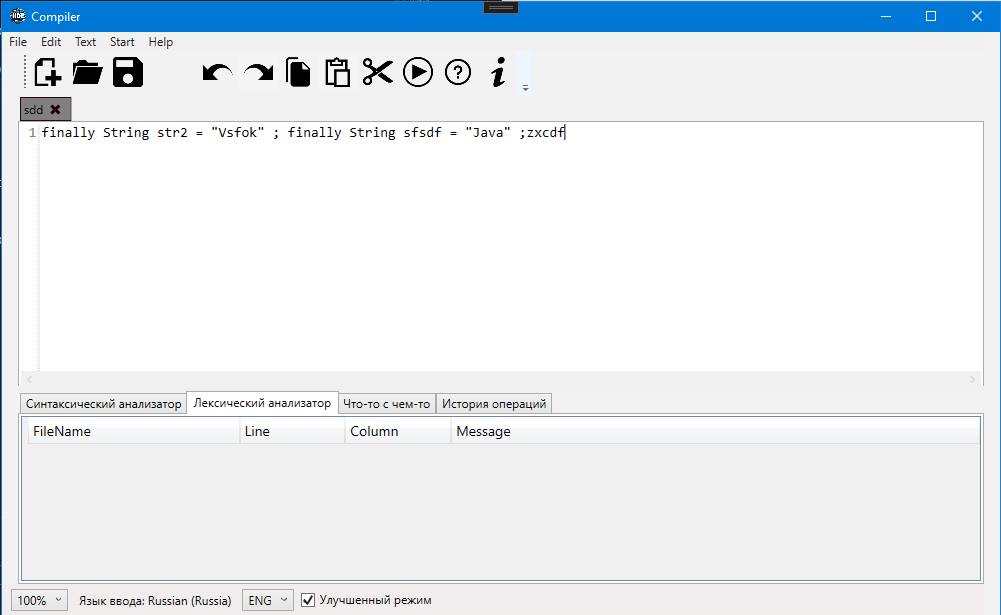 Compiler
File Edit Text Start Help
sdd
1 finally String str2 = "Vsfok" ; finally String sfsdf = "Java" ;zxcdf
Синтаксический анализатор Лексический анализатор Что-то с чем-то История операций
FileName Line Column Message
100% Язык ввода: Russian (Russia) ENG Улучшенный режим